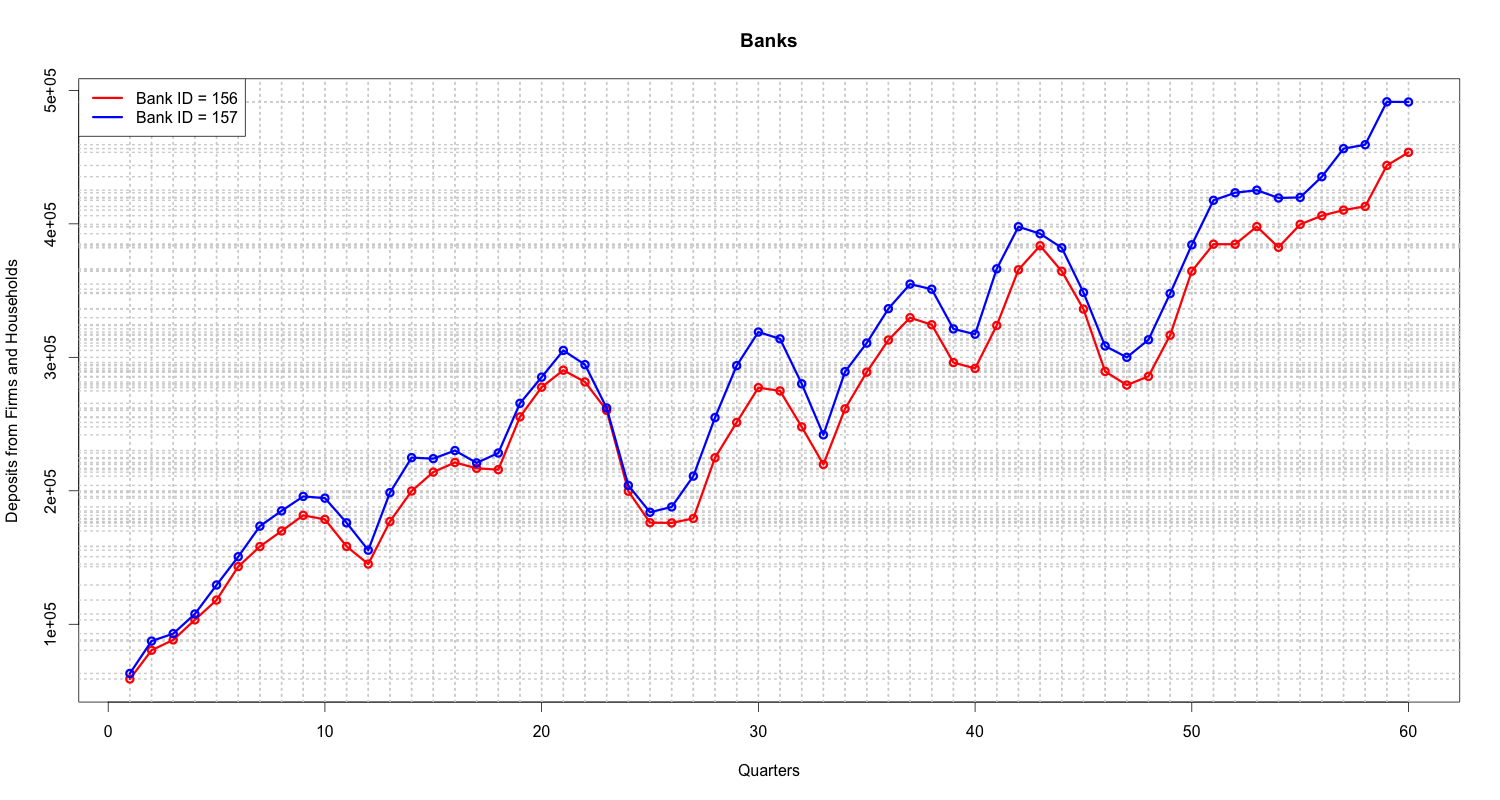 Banks
Bank ID = 156
Bank ID = 157
Deposits from Firms and Households
5e+05
4e+05
3e+05
2e+05
1e+05
0 10 20 30 40 50 60
Quarters